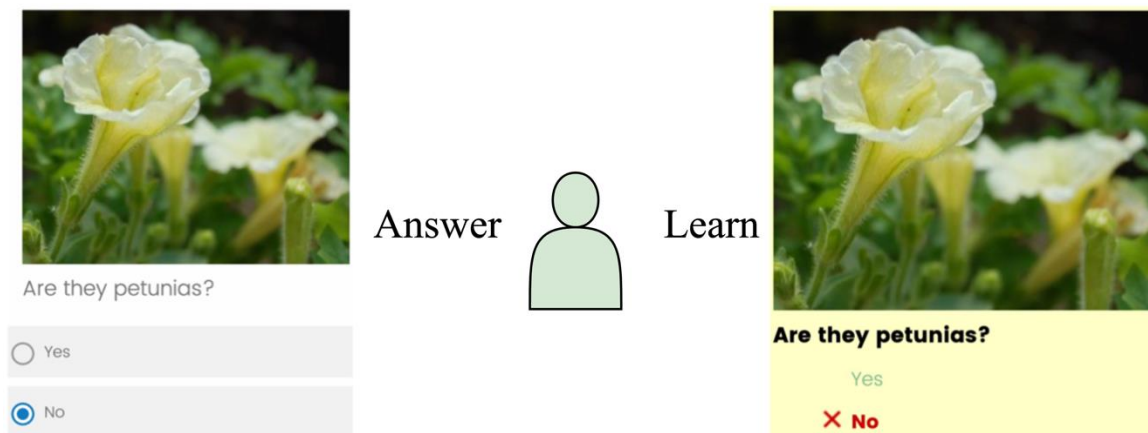 Are they petunias?
Yes
No
Answer
Learn
Are they petunias?
Yes
No